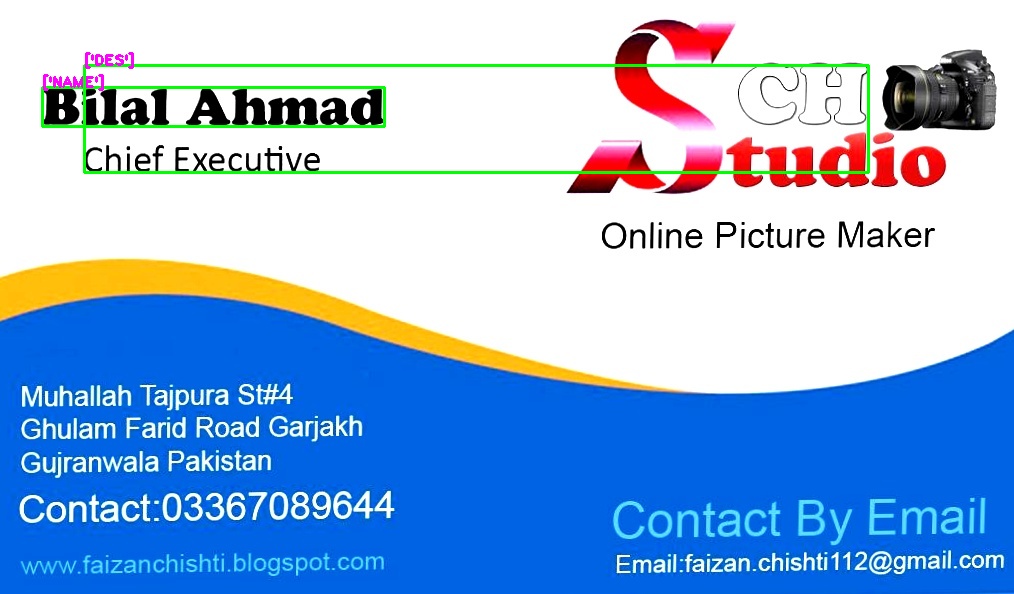 ['DES']
['NAME']
Bilal Ahmad
Chief Executive
SCH
Studio
Online Picture Maker
Muhallah Tajpura St#4
Ghulam Farid Road Garjakh
Gujranwala Pakistan
Contact:03367089644
www.faizanchishti.blogspot.com
Contact By Email
Email:faizan.chishti112@gmail.com